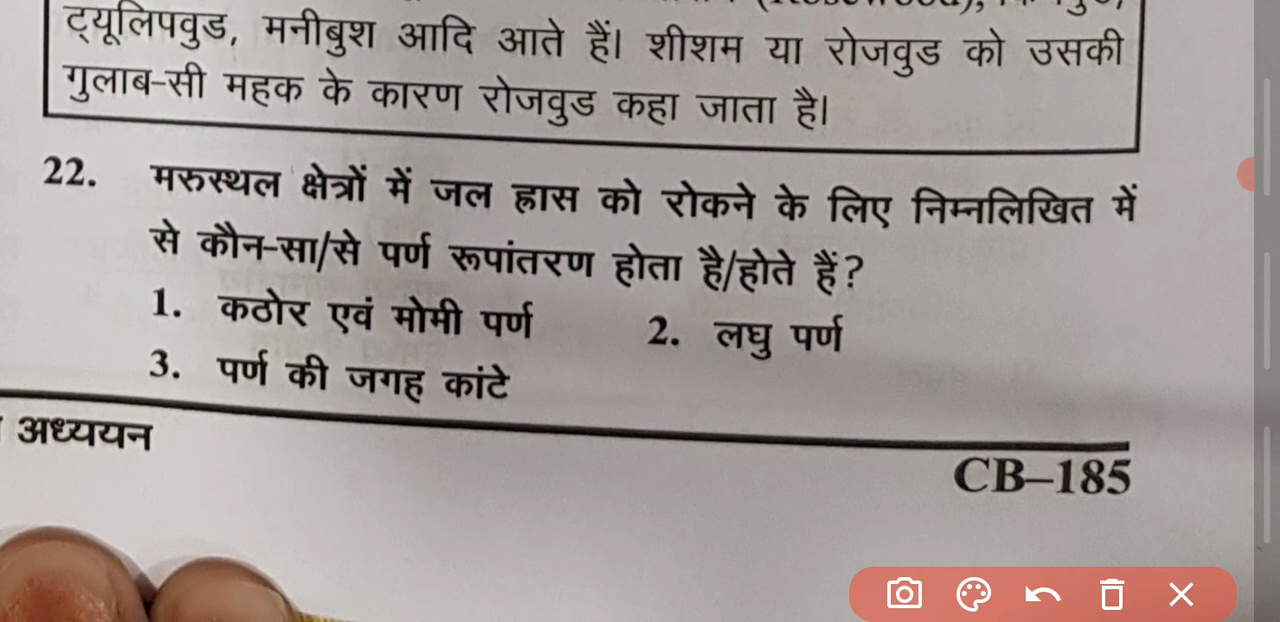 ट्यूलिपवुड, मनीबुश आदि आते हैं। शीशम या रोजवुड को उसकी
गुलाब-सी महक के कारण रोजवुड कहा जाता है।
22. मरुस्थल क्षेत्रों में जल ह्रास को रोकने के लिए निम्नलिखित में
से कौन-सा/से पर्ण रूपांतरण होता है/होते हैं?
1. कठोर एवं मोमी पर्ण 2. लघु पर्ण
3. पर्ण की जगह कांटे
अध्ययन
CB–185